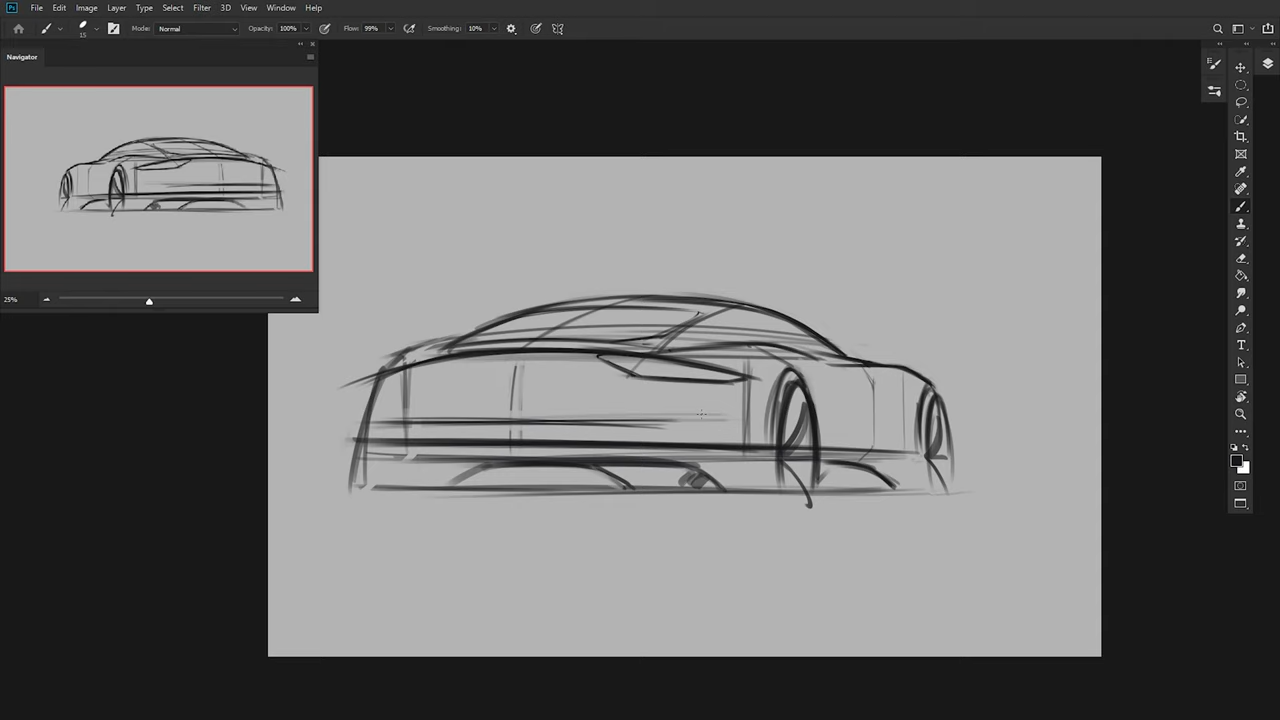 Ps File Edit Image Layer Type Select Filter 3D View Window Help
15 Mode: Normal Opacity: 100% Flow: 99% Smoothing: 10%
Navigator
25%